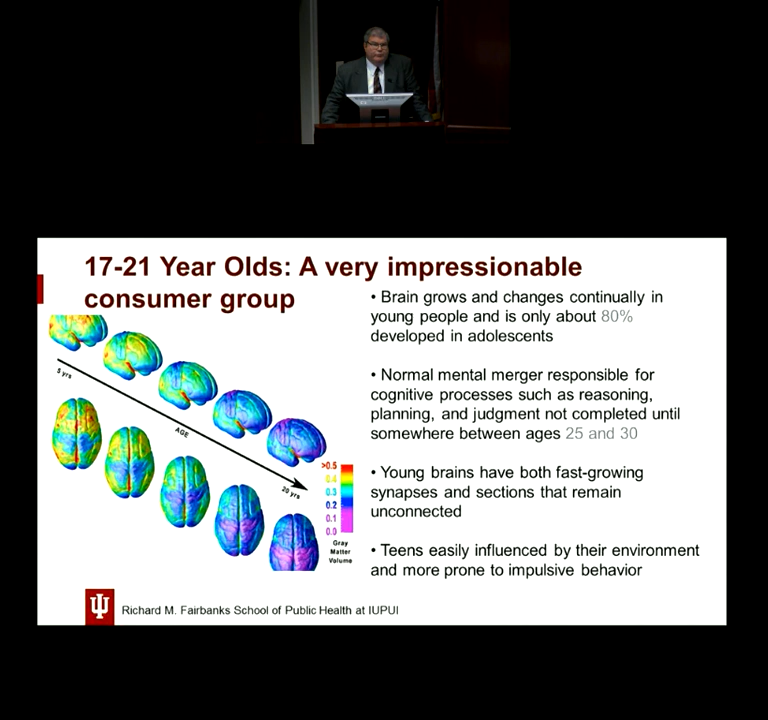 17-21 Year Olds: A very impressionable
consumer group
• Brain grows and changes continually in
young people and is only about 80%
developed in adolescents
• Normal mental merger responsible for
cognitive processes such as reasoning,
planning, and judgment not completed until
somewhere between ages 25 and 30
• Young brains have both fast-growing
synapses and sections that remain
unconnected
• Teens easily influenced by their environment
and more prone to impulsive behavior
5 yrs
AGE
20 yrs
>0.5
0.4
0.3
0.2
0.1
0.0
Gray
Matter
Volume
Richard M. Fairbanks School of Public Health at IUPUI